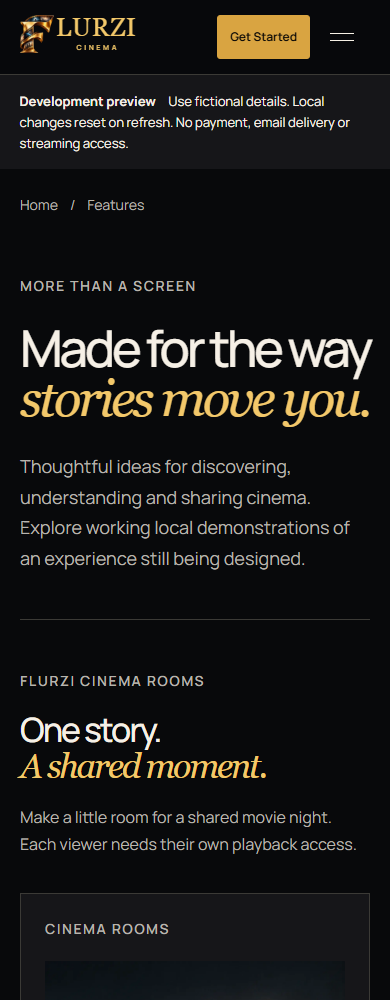 FLURZI
CINEMA
Get Started
Development preview Use fictional details. Local
changes reset on refresh. No payment, email delivery or
streaming access.
Home / Features
MORE THAN A SCREEN
Made for the way
stories move you.
Thoughtful ideas for discovering,
understanding and sharing cinema.
Explore working local demonstrations of
an experience still being designed.
FLURZI CINEMA ROOMS
One story.
A shared moment.
Make a little room for a shared movie night.
Each viewer needs their own playback access.
CINEMA ROOMS